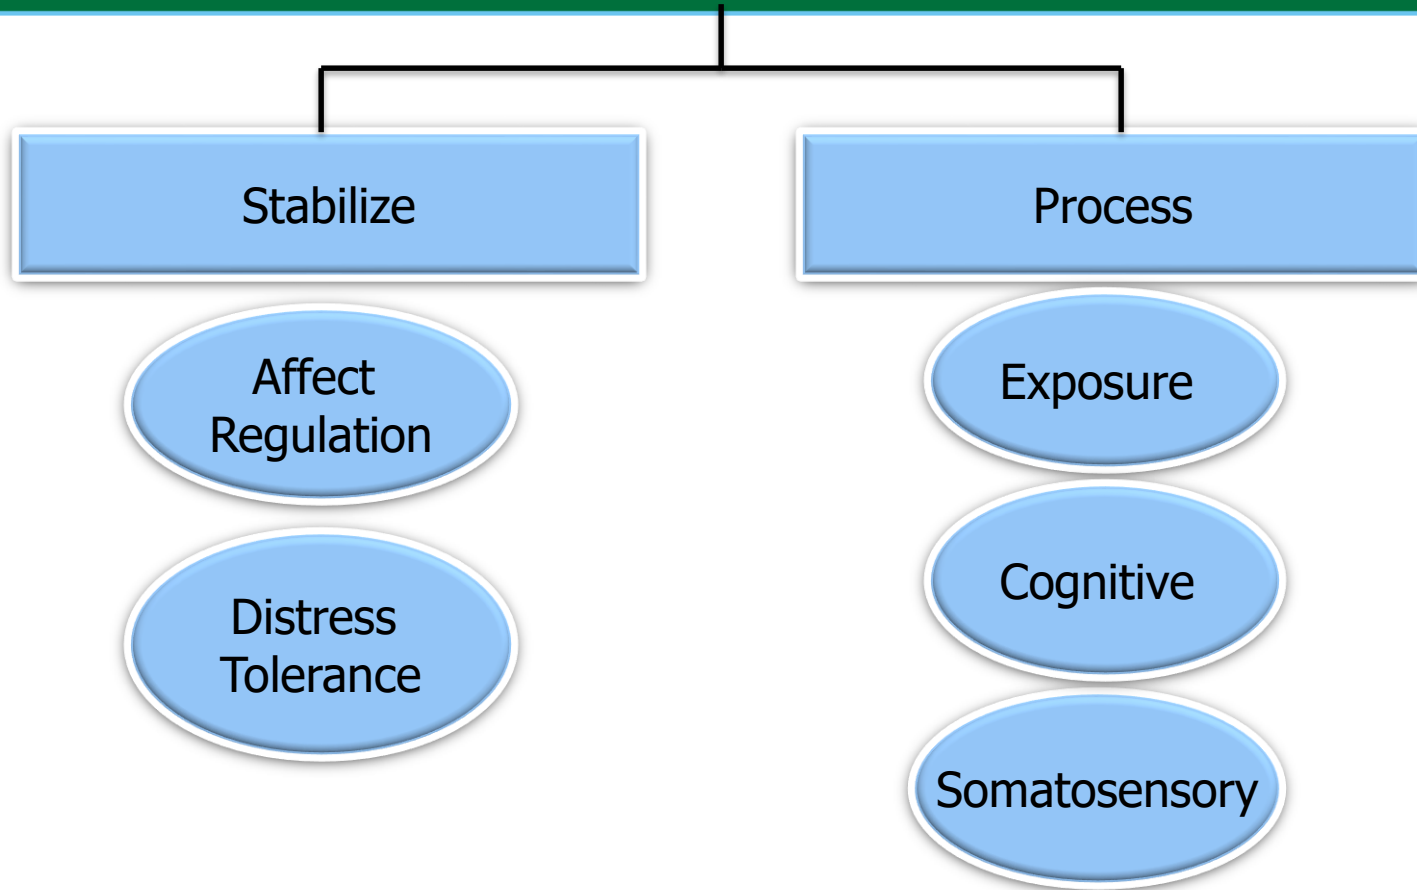 Stabilize
Process
Affect
Regulation
Distress
Tolerance
Exposure
Cognitive
Somatosensory